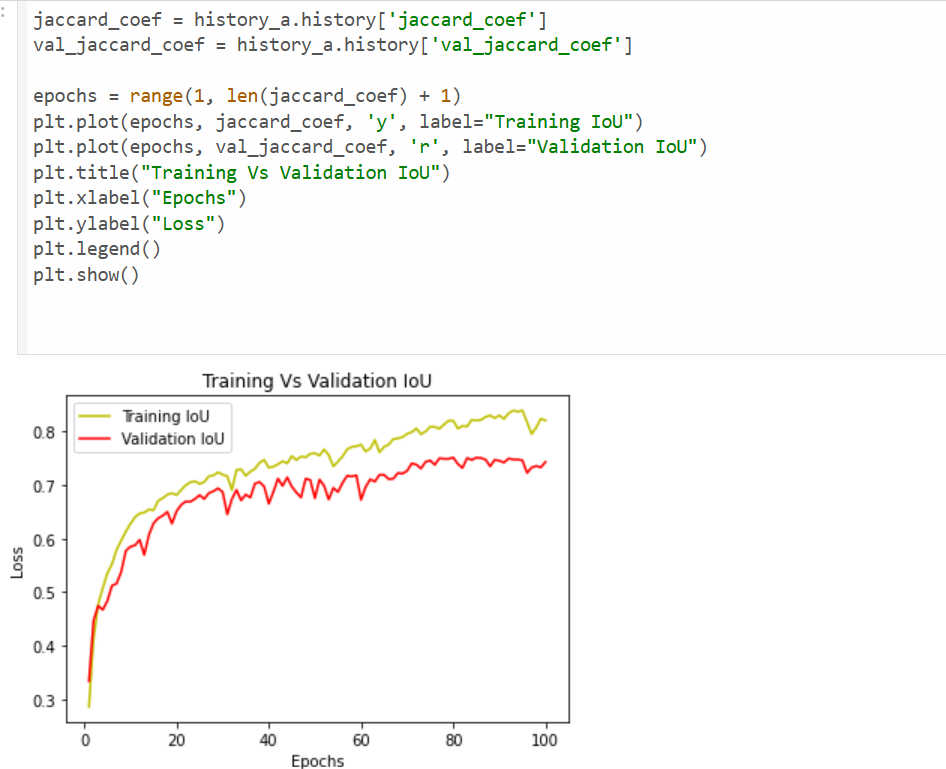 :
jaccard_coef = history_a.history['jaccard_coef']
val_jaccard_coef = history_a.history['val_jaccard_coef']
epochs = range(1, len(jaccard_coef) + 1)
plt.plot(epochs, jaccard_coef, 'y', label="Training IoU")
plt.plot(epochs, val_jaccard_coef, 'r', label="Validation IoU")
plt.title("Training Vs Validation IoU")
plt.xlabel("Epochs")
plt.ylabel("Loss")
plt.legend()
plt.show()
Training Vs Validation IoU
Training IoU
Validation IoU
0.8
0.7
0.6
0.5
0.4
0.3
Loss
0 20 40 60 80 100
Epochs